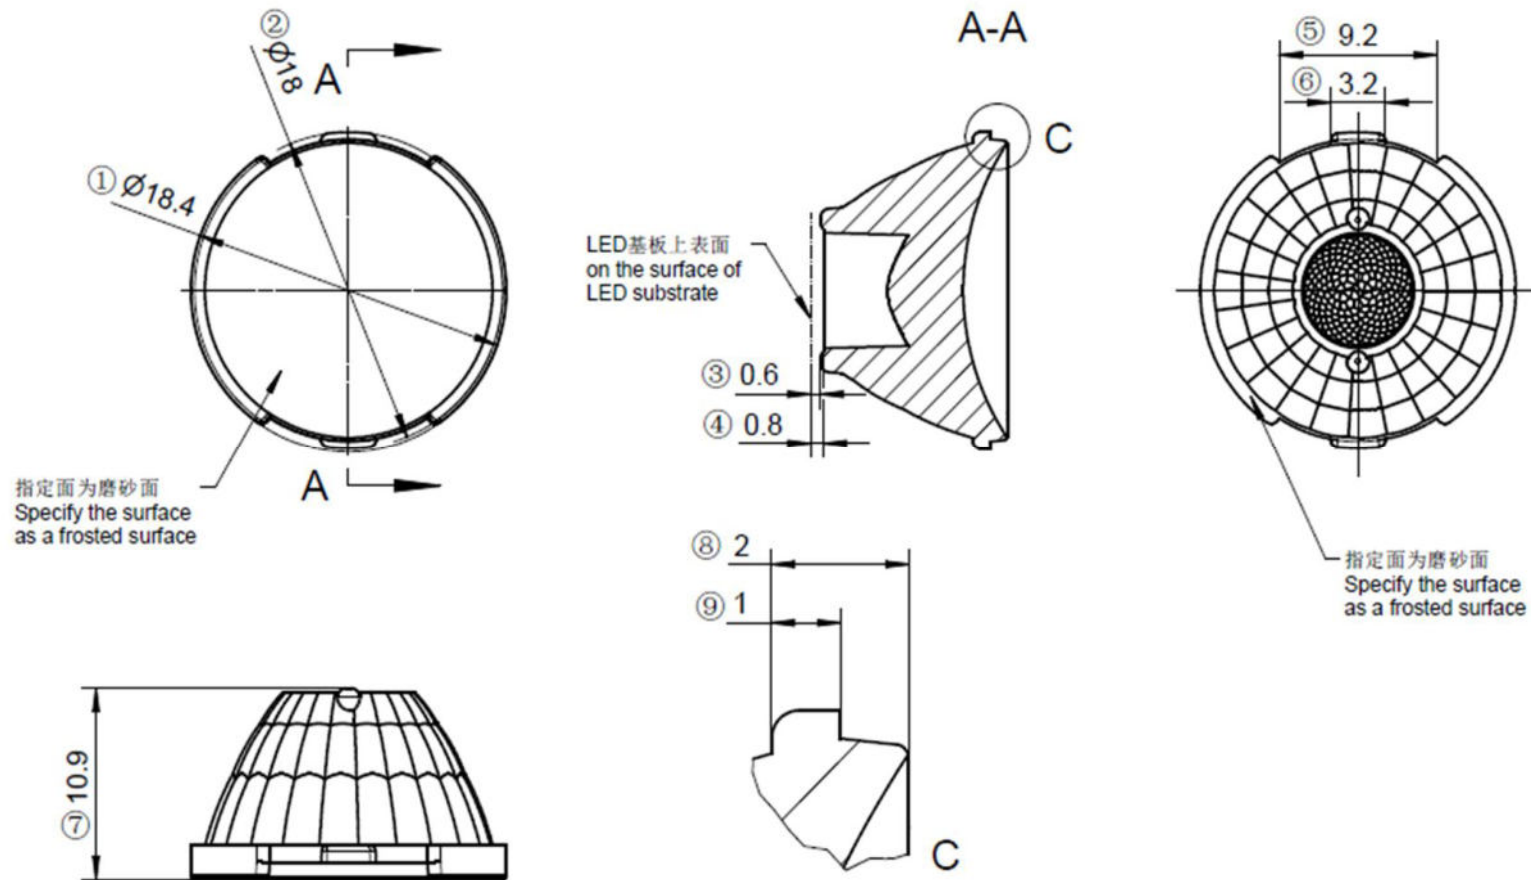 ② Ø18
A
① Ø18.4
A
指定面为磨砂面
Specify the surface
as a frosted surface
A-A
C
LED基板上表面
on the surface of
LED substrate
③ 0.6
④ 0.8
⑤ 9.2
⑥ 3.2
指定面为磨砂面
Specify the surface
as a frosted surface
⑦ 10.9
⑧ 2
⑨ 1
C